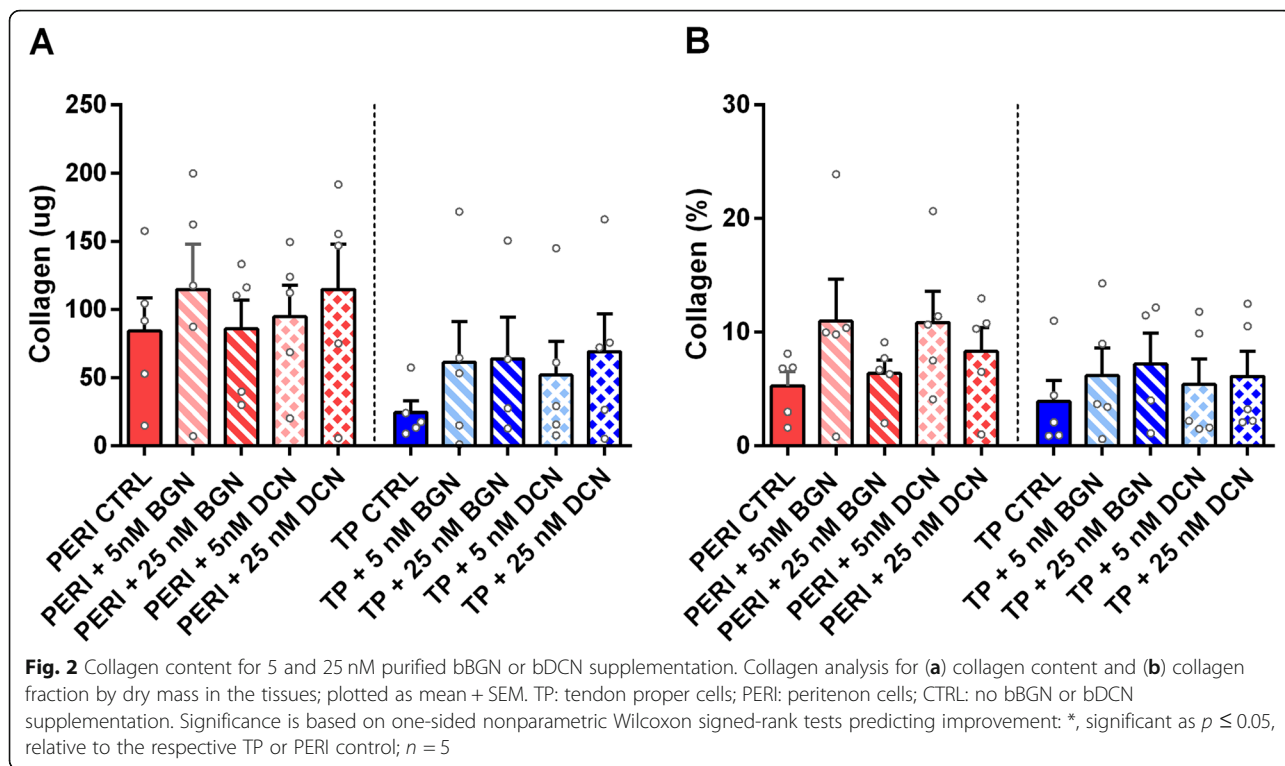 A
B
250
200
150
100
50
0
Collagen (ug)
PERI CTRL
PERI + 5nM BGN
PERI + 25 nM BGN
PERI + 5nM DCN
PERI + 25 nM DCN
TP CTRL
TP + 5 nM BGN
TP + 25 nM BGN
TP + 5 nM DCN
TP + 25 nM DCN
30
20
10
0
Collagen (%)
PERI CTRL
PERI + 5nM BGN
PERI + 25 nM BGN
PERI + 5nM DCN
PERI + 25 nM DCN
TP CTRL
TP + 5 nM BGN
TP + 25 nM BGN
TP + 5 nM DCN
TP + 25 nM DCN
Fig. 2 Collagen content for 5 and 25 nM purified bBGN or bDCN supplementation. Collagen analysis for (a) collagen content and (b) collagen
fraction by dry mass in the tissues; plotted as mean + SEM. TP: tendon proper cells; PERI: peritenon cells; CTRL: no bBGN or bDCN
supplementation. Significance is based on one-sided nonparametric Wilcoxon signed-rank tests predicting improvement: *, significant as p ≤ 0.05,
relative to the respective TP or PERI control; n = 5